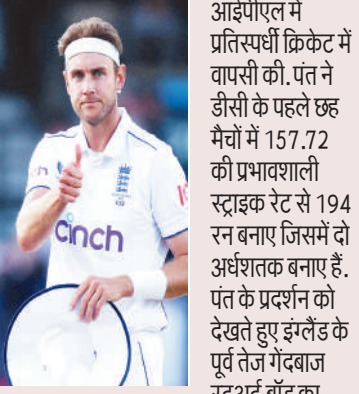 cinch
आईपीएल में
प्रतिस्पर्धी क्रिकेट में
वापसी की. पंत ने
डीसी के पहले छह
मैचों में 157.72
की प्रभावशाली
स्ट्राइक रेट से 194
रन बनाए जिसमें दो
अर्धशतक बनाए हैं.
पंत के प्रदर्शन को
देखते हुए इंग्लैंड के
पूर्व तेज गेंदबाज